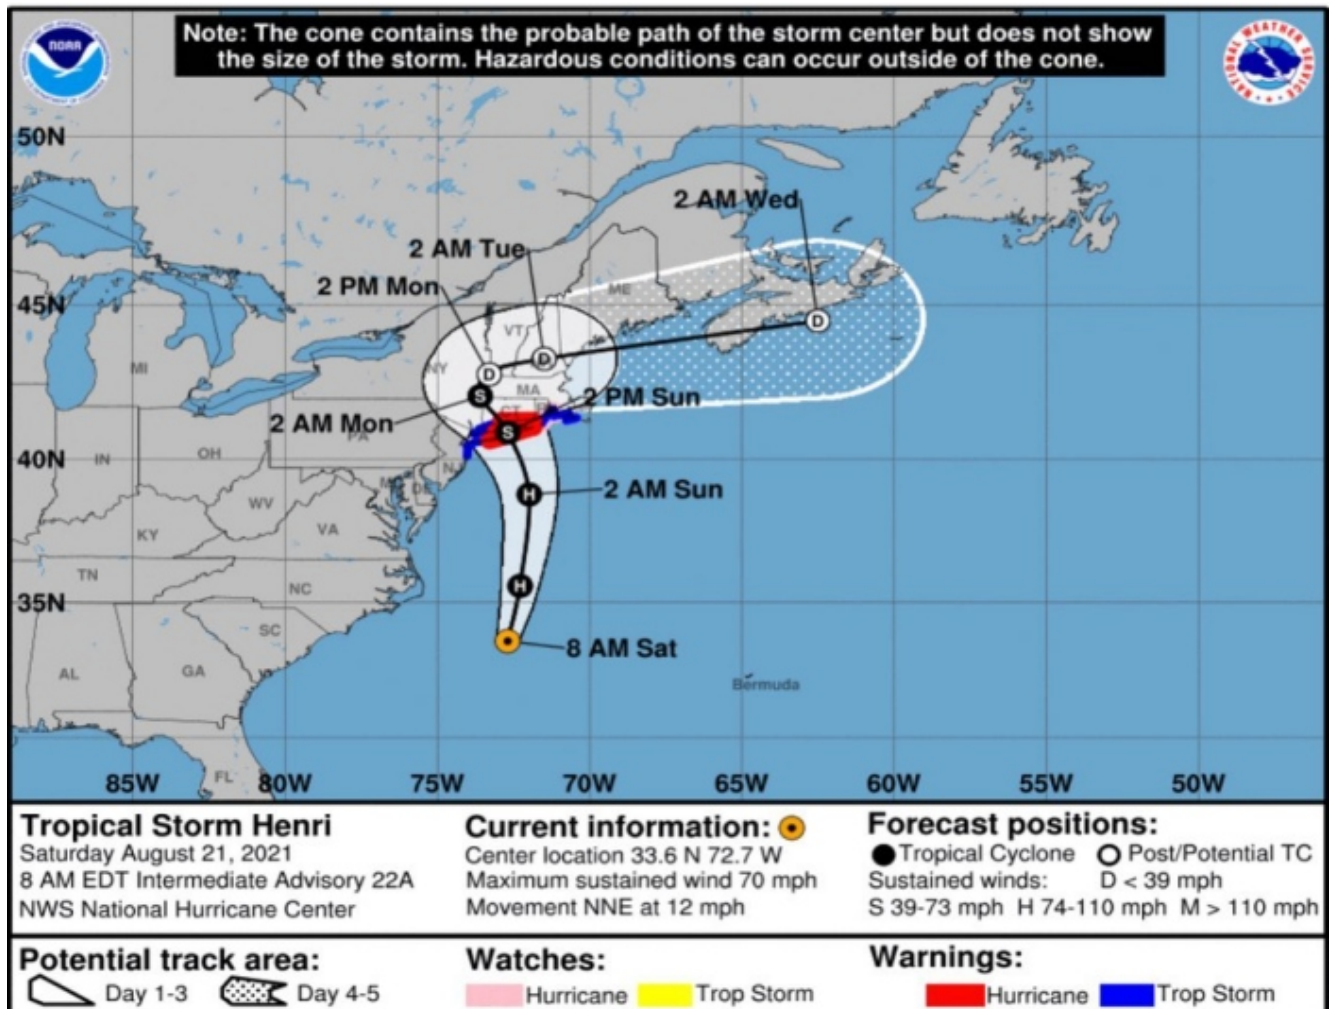 Note: The cone contains the probable path of the storm center but does not show
the size of the storm. Hazardous conditions can occur outside of the cone.
NOAA
NATIONAL WEATHER SERVICE
50N
2 AM Wed
2 AM Tue
2 PM Mon
45N
ME
VT
NY
MI
MA
2 PM Sun
CT
2 AM Mon
PA
40N
IN
OH
NJ
2 AM Sun
DE
WV
KY
VA
TN
NC
35N
SC
8 AM Sat
AL
GA
Bermuda
FL
85W 80W 75W 70W 65W 60W 55W 50W
D
D
D
S
S
H
H
Tropical Storm Henri
Saturday August 21, 2021
8 AM EDT Intermediate Advisory 22A
NWS National Hurricane Center
Current information:
Center location 33.6 N 72.7 W
Maximum sustained wind 70 mph
Movement NNE at 12 mph
Forecast positions:
Tropical Cyclone Post/Potential TC
Sustained winds: D < 39 mph
S 39-73 mph H 74-110 mph M > 110 mph
Potential track area:
Day 1-3 Day 4-5
Watches:
Hurricane Trop Storm
Warnings:
Hurricane Trop Storm